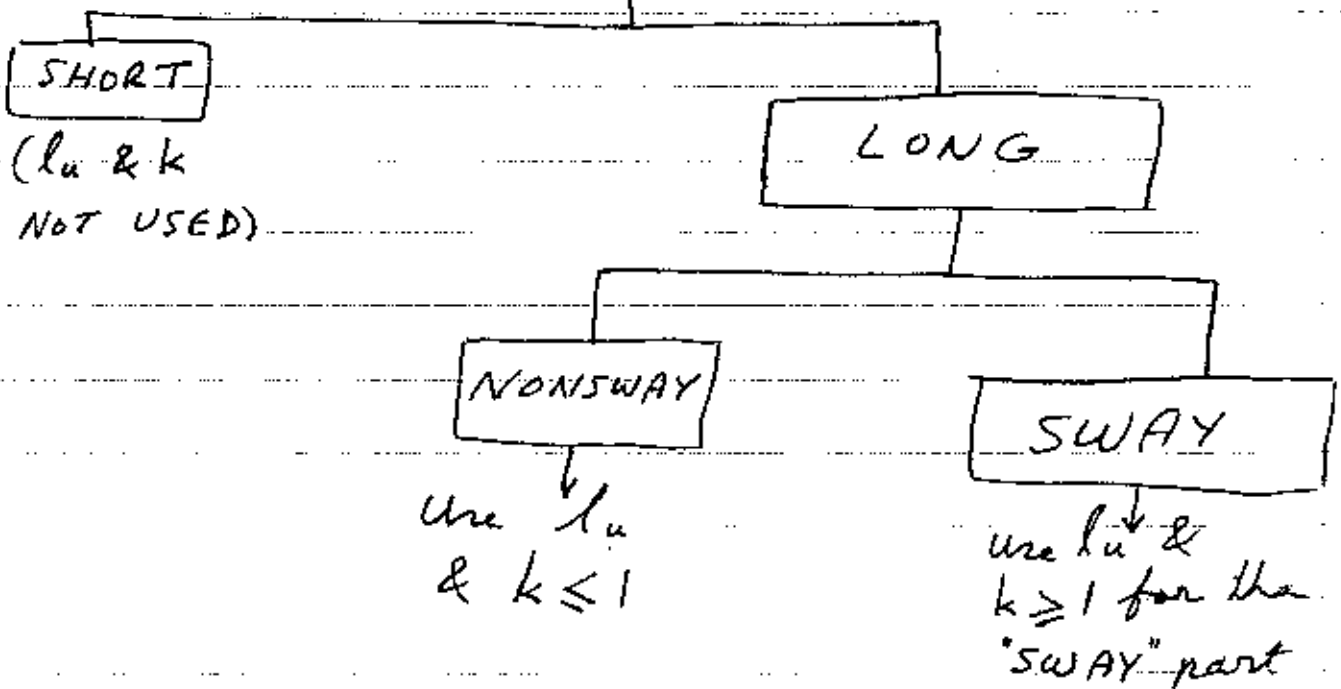 SHORT
(lu & k
NOT USED)
LONG
NONSWAY
Use lu
& k ≤ 1
SWAY
use lu &
k ≥ 1 for the
"SWAY" part